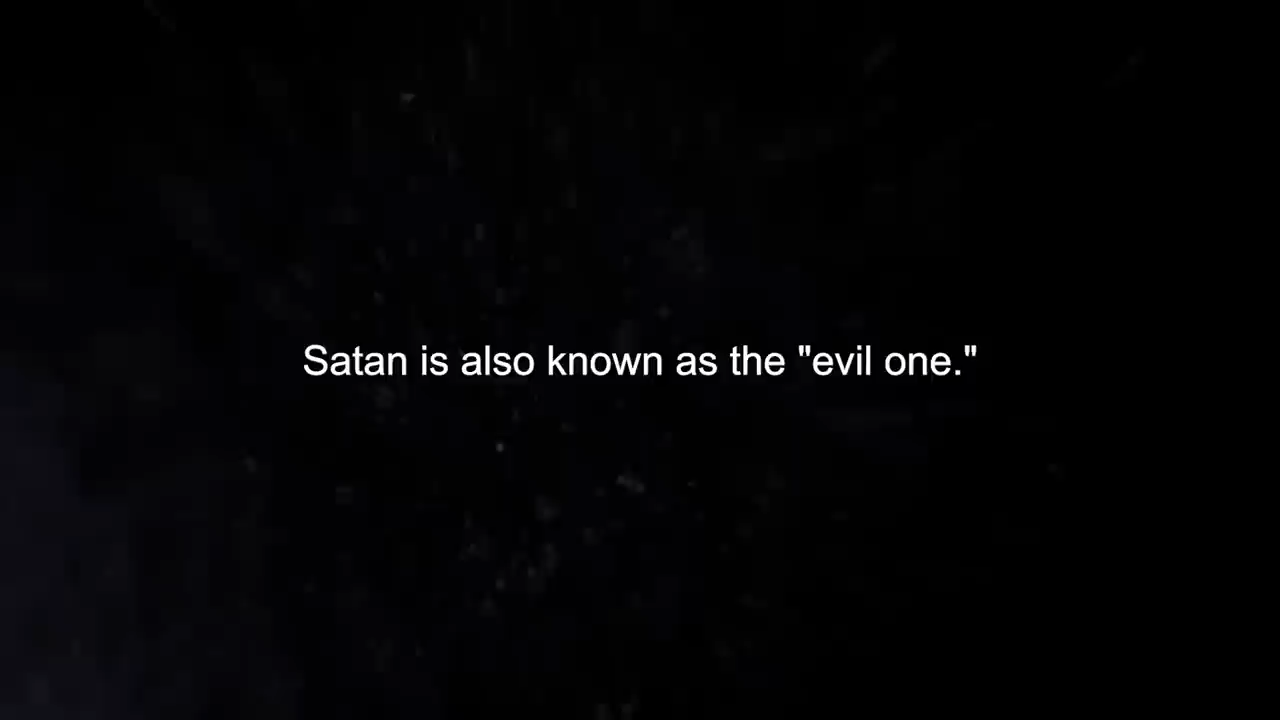 Satan is also known as the "evil one."